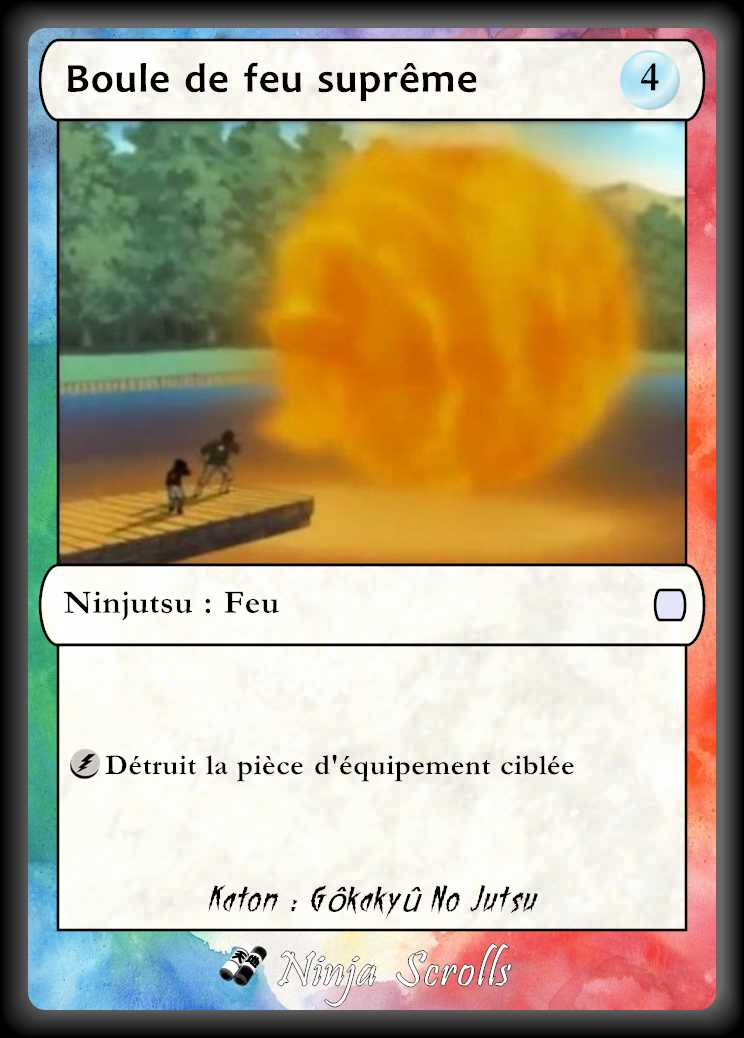 Boule de feu suprême
4
Ninjutsu : Feu
Détruit la pièce d'équipement ciblée
Katon : Gôkakyû No Jutsu
Ninja Scrolls